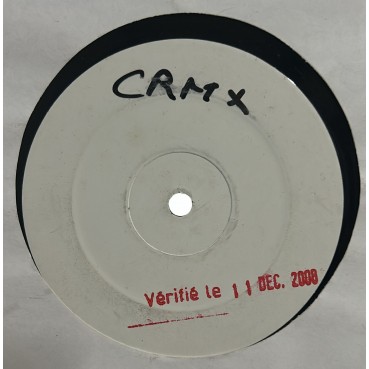 CRMX
Vérifié le 11 DEC. 2008